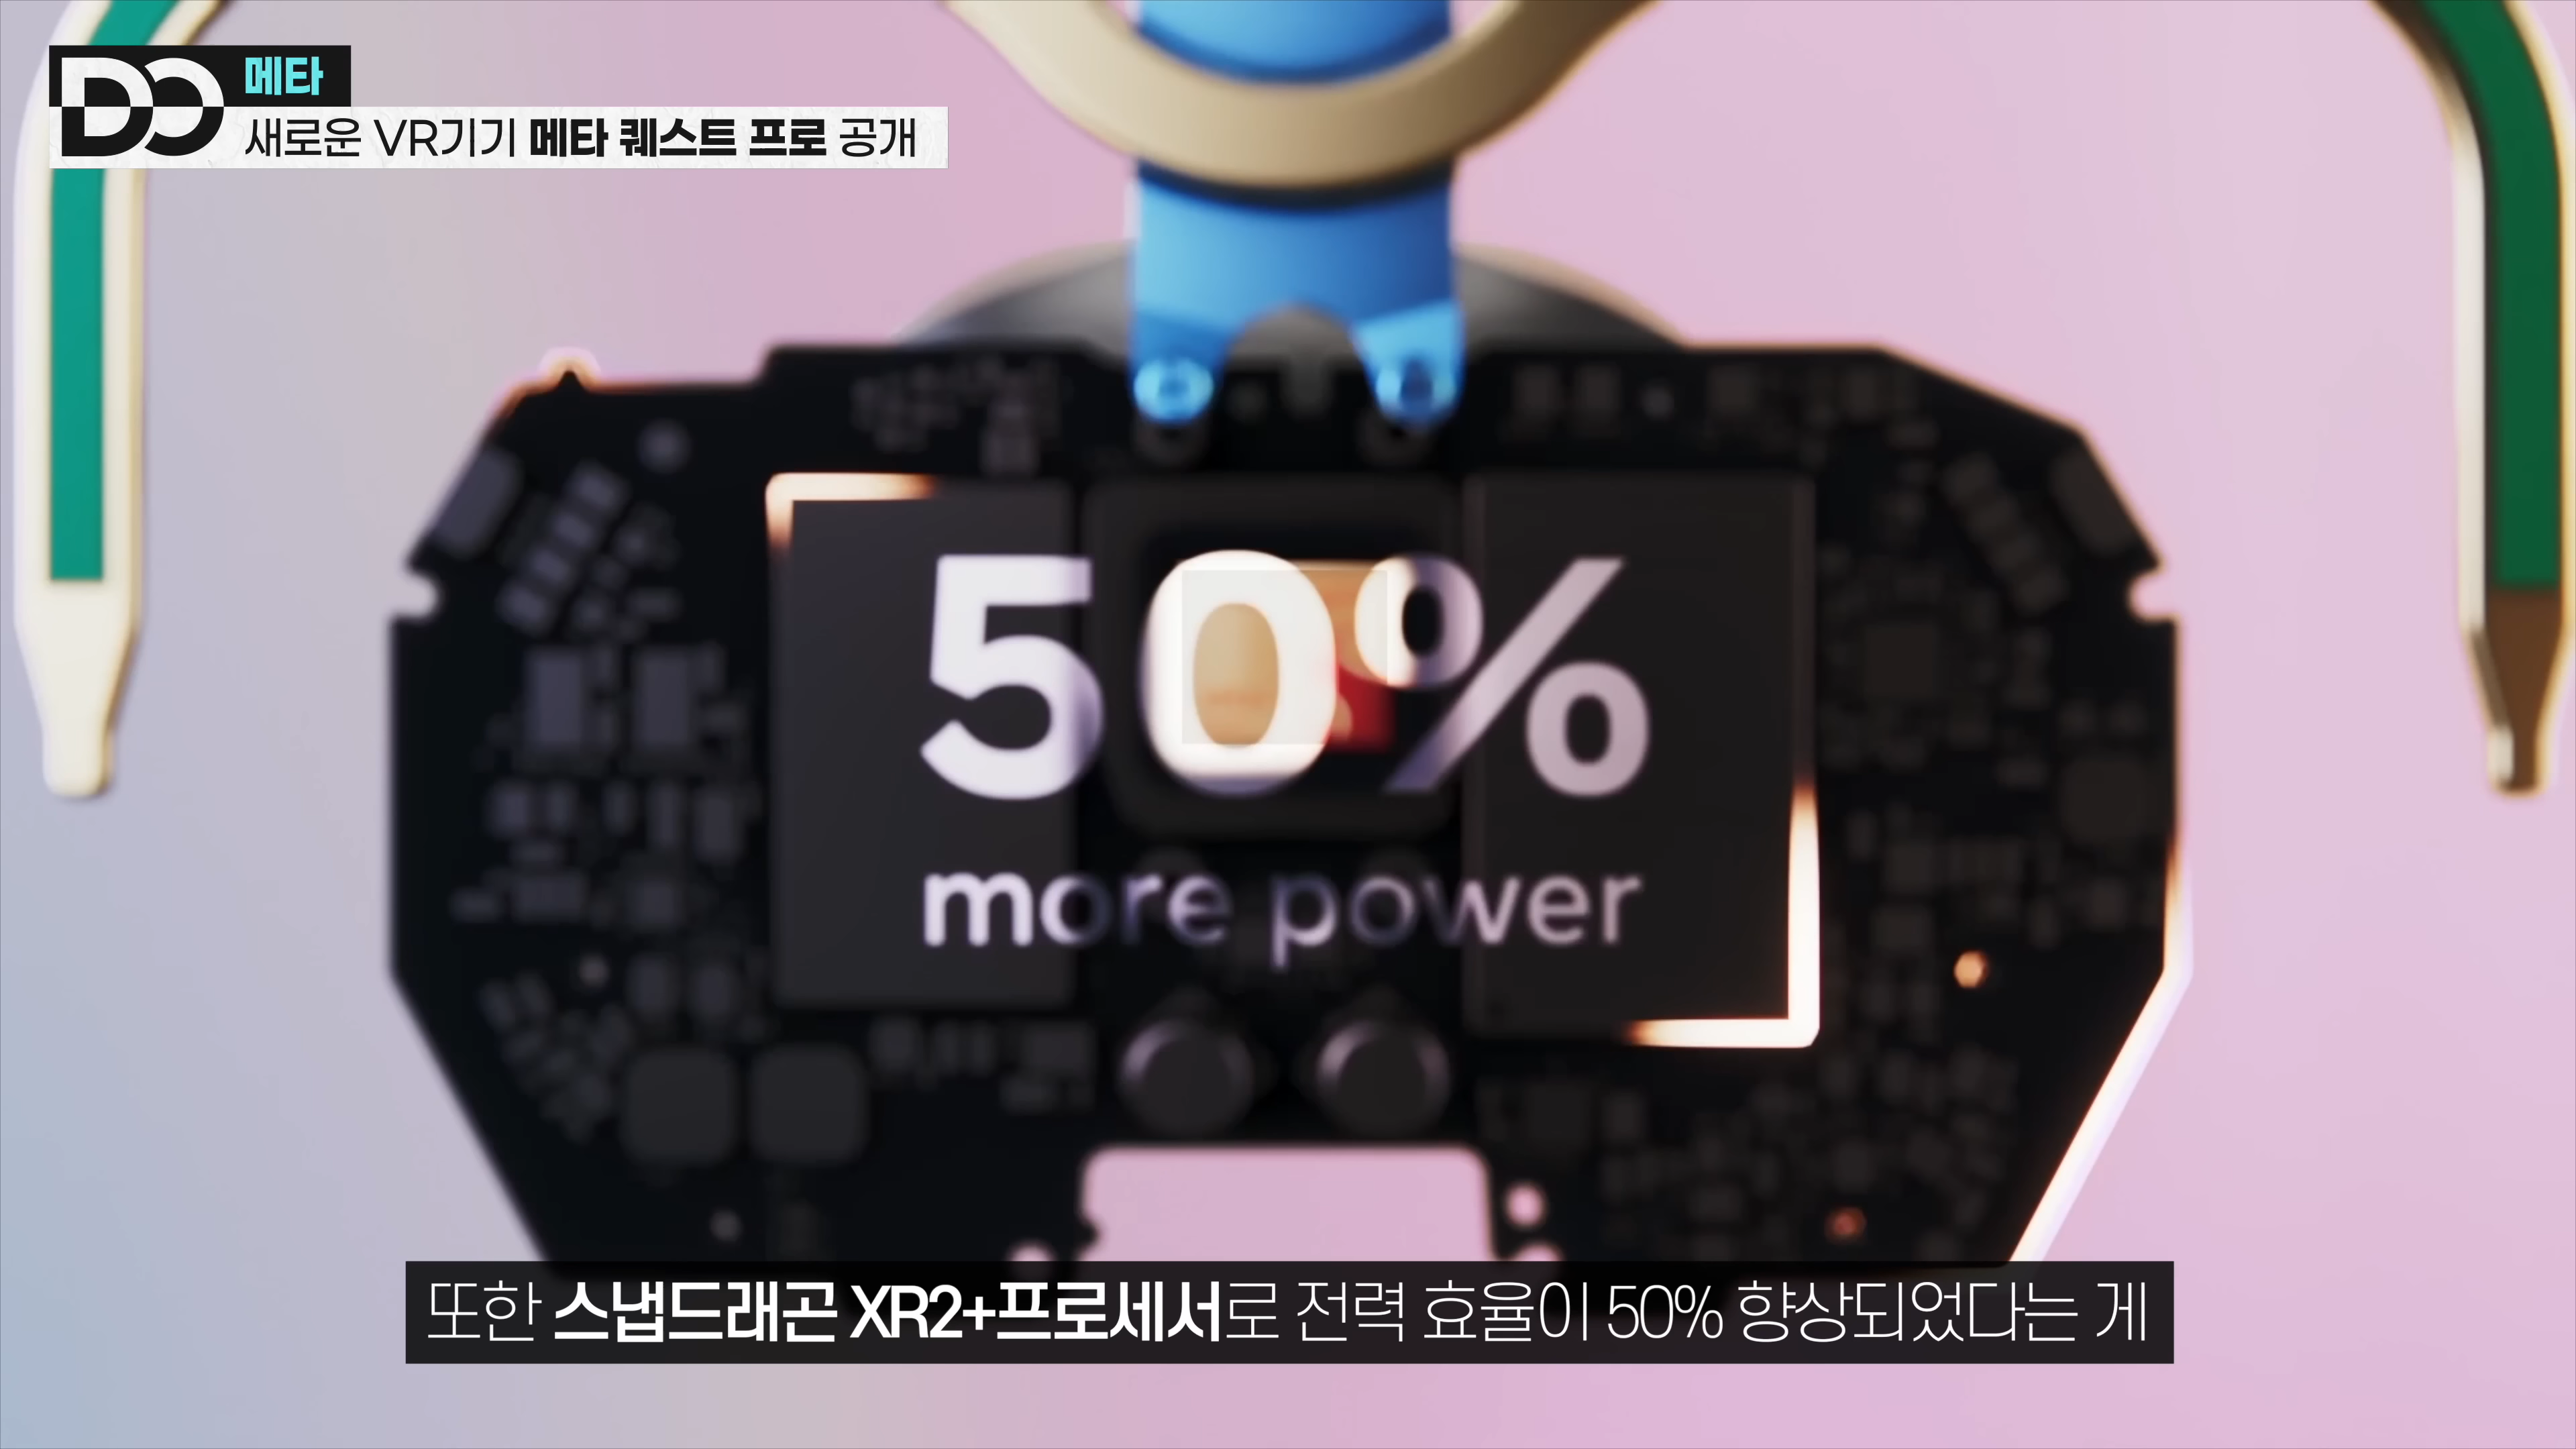 DO 메타
새로운 VR기기 메타 퀘스트 프로 공개
50%
more power
또한 스냅드래곤 XR2+프로세서로 전력 효율이 50% 향상되었다는 게